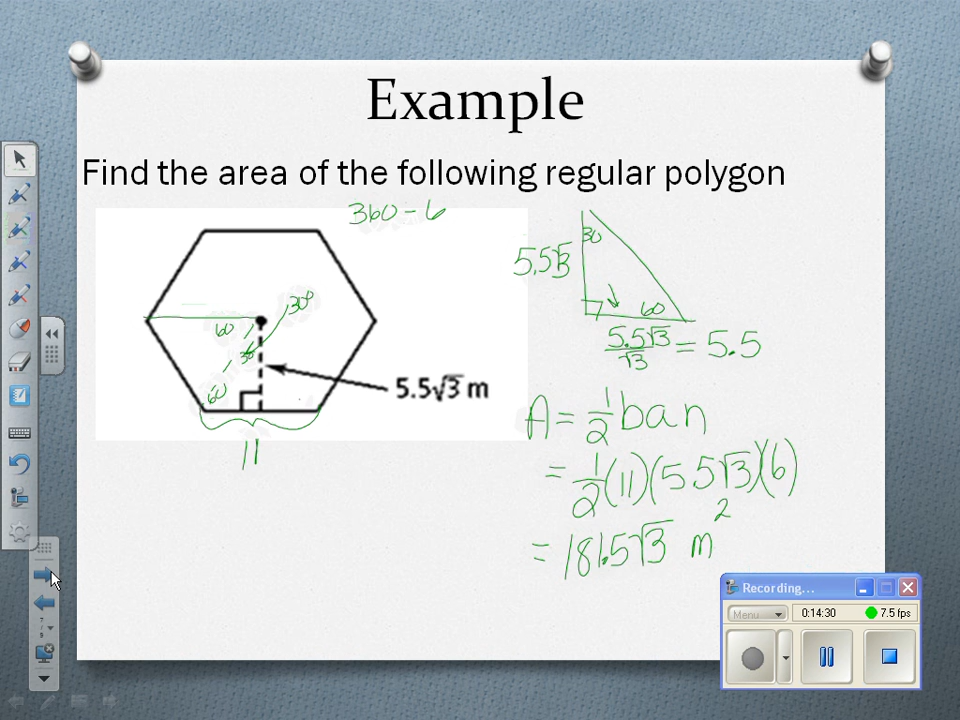 Example
Find the area of the following regular polygon
360 - 6
30
5.5√3
30°
60
60
30
5.5√3/√3 = 5.5
60
5.5√3 m
11
A = 1/2 ban
= 1/2 (11)(5.5√3)(6)
= 181.5√3 m²
Recording...
Menu
0:14:30
7.5 fps